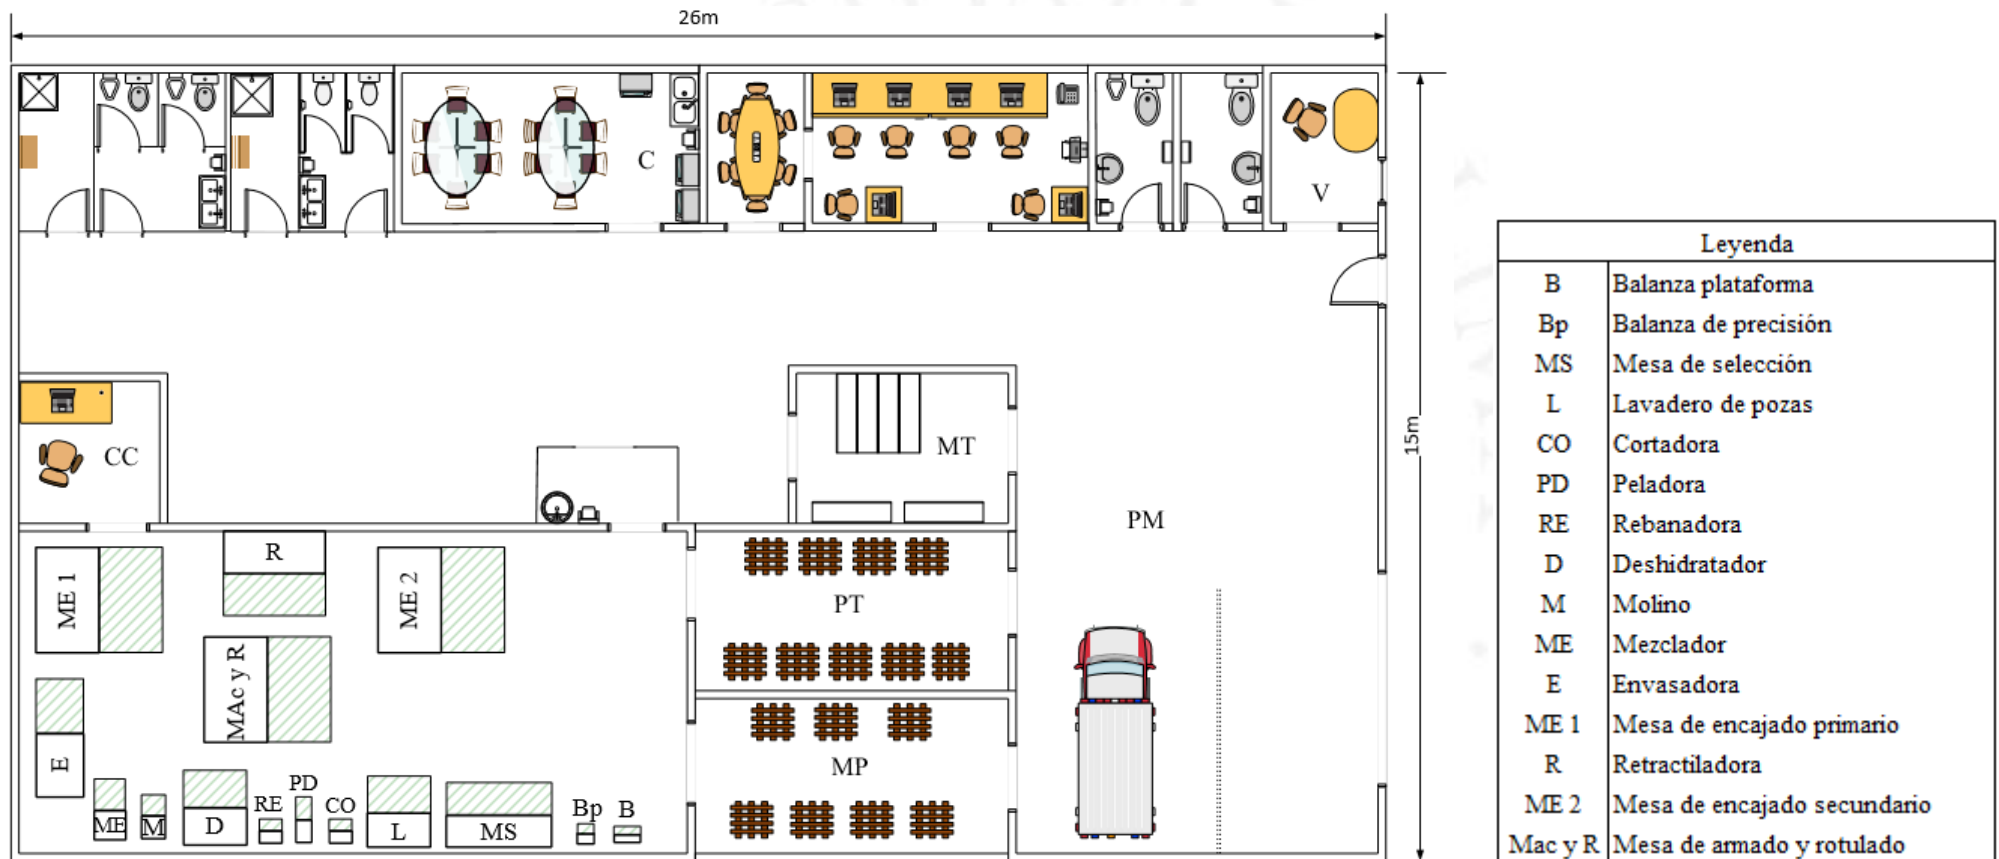 26m
C
V
15m
CC
MT
PM
ME 1
R
ME 2
PT
MAc y R
E
MP
ME
M
D
RE
PD
CO
L
MS
Bp
B
Leyenda
B Balanza plataforma
Bp Balanza de precisión
MS Mesa de selección
L Lavadero de pozas
CO Cortadora
PD Peladora
RE Rebanadora
D Deshidratador
M Molino
ME Mezclador
E Envasadora
ME 1 Mesa de encajado primario
R Retractiladora
ME 2 Mesa de encajado secundario
Mac y R Mesa de armado y rotulado